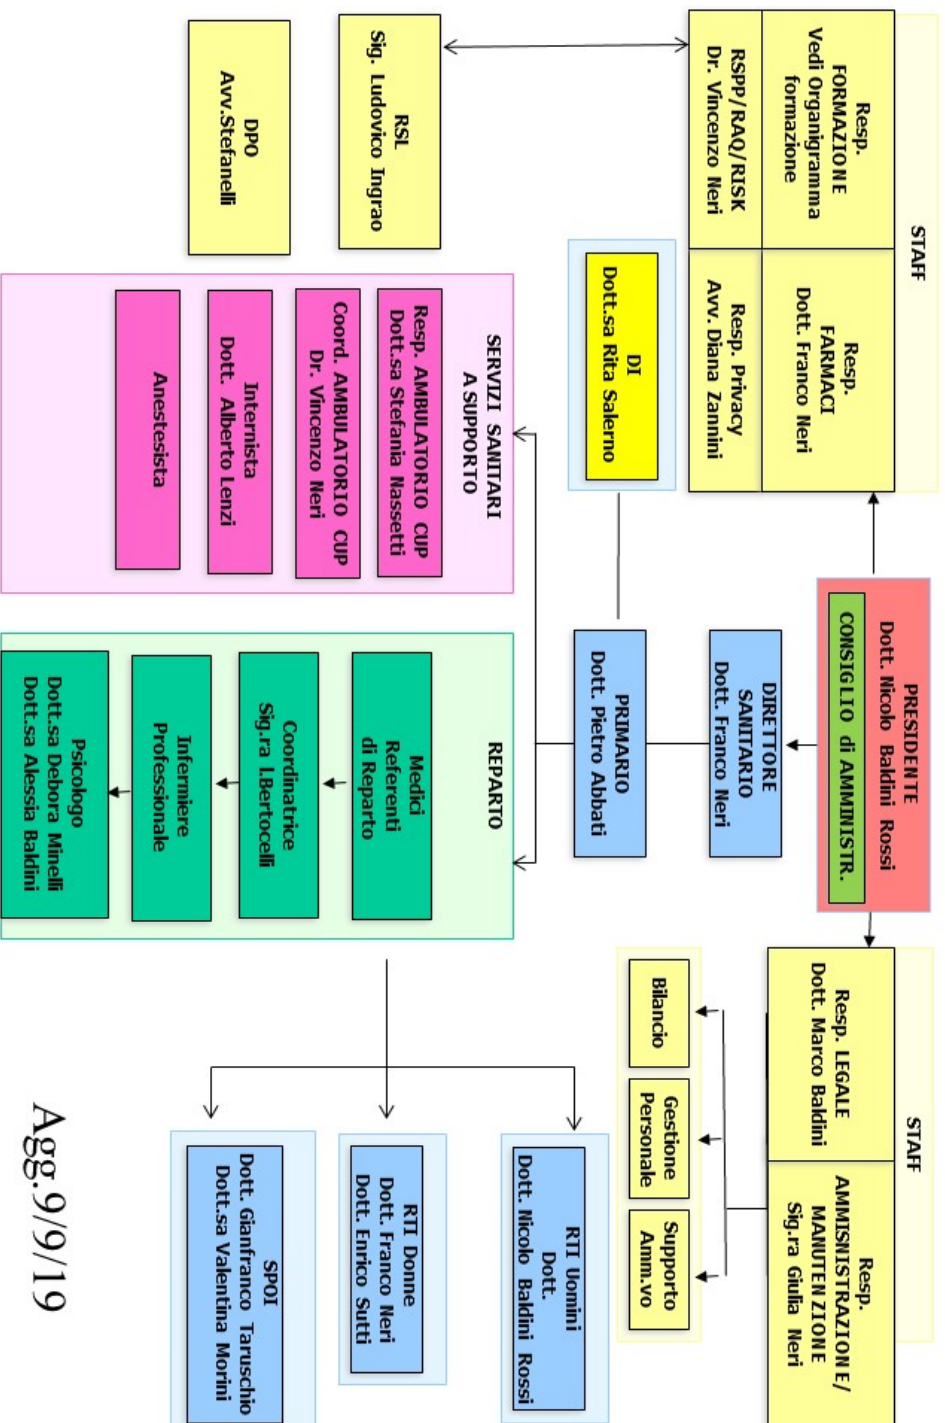 STAFF
Resp.
FORMAZIONE
Vedi Organigramma
formazione
Resp.
FARMACI
Dott. Franco Neri
RSPP/RAQ/RISK
Dr. Vincenzo Neri
Resp. Privacy
Avv. Diana Zannini
PRESIDENTE
Dott. Nicolo Baldini Rossi
CONSIGLIO di AMMINISTR.
STAFF
Resp. LEGALE
Dott. Marco Baldini
Resp.
AMMISNISTRAZIONE/
MANUTENZIONE
Sig.ra Giulia Neri
DIRETTORE
SANITARIO
Dott. Franco Neri
Bilancio
Gestione
Personale
Supporto
Amm.vo
DI
Dott.sa Rita Salerno
PRIMARIO
Dott. Pietro Abbati
RSL
Sig. Ludovico Ingrao
DPO
Avv.Stefanelli
SERVIZI SANITARI
A SUPPORTO
Resp. AMBULATORIO CUP
Dott.sa Stefania Nassetti
Coord. AMBULATORIO CUP
Dr. Vincenzo Neri
Internista
Dott. Alberto Lenzi
Anestesista
REPARTO
Medici
Referenti
di Reparto
Coordinatrice
Sig.ra I.Bertocelli
Infermiere
Professionale
Psicologo
Dott.sa Debora Minelli
Dott.sa Alessia Baldini
RTI Uomini
Dott.
Dott. Nicolo Baldini Rossi
RTI Donne
Dott. Franco Neri
Dott. Enrico Sutti
SPOI
Dott. Gianfranco Taruschio
Dott.sa Valentina Morini
Agg.9/9/19